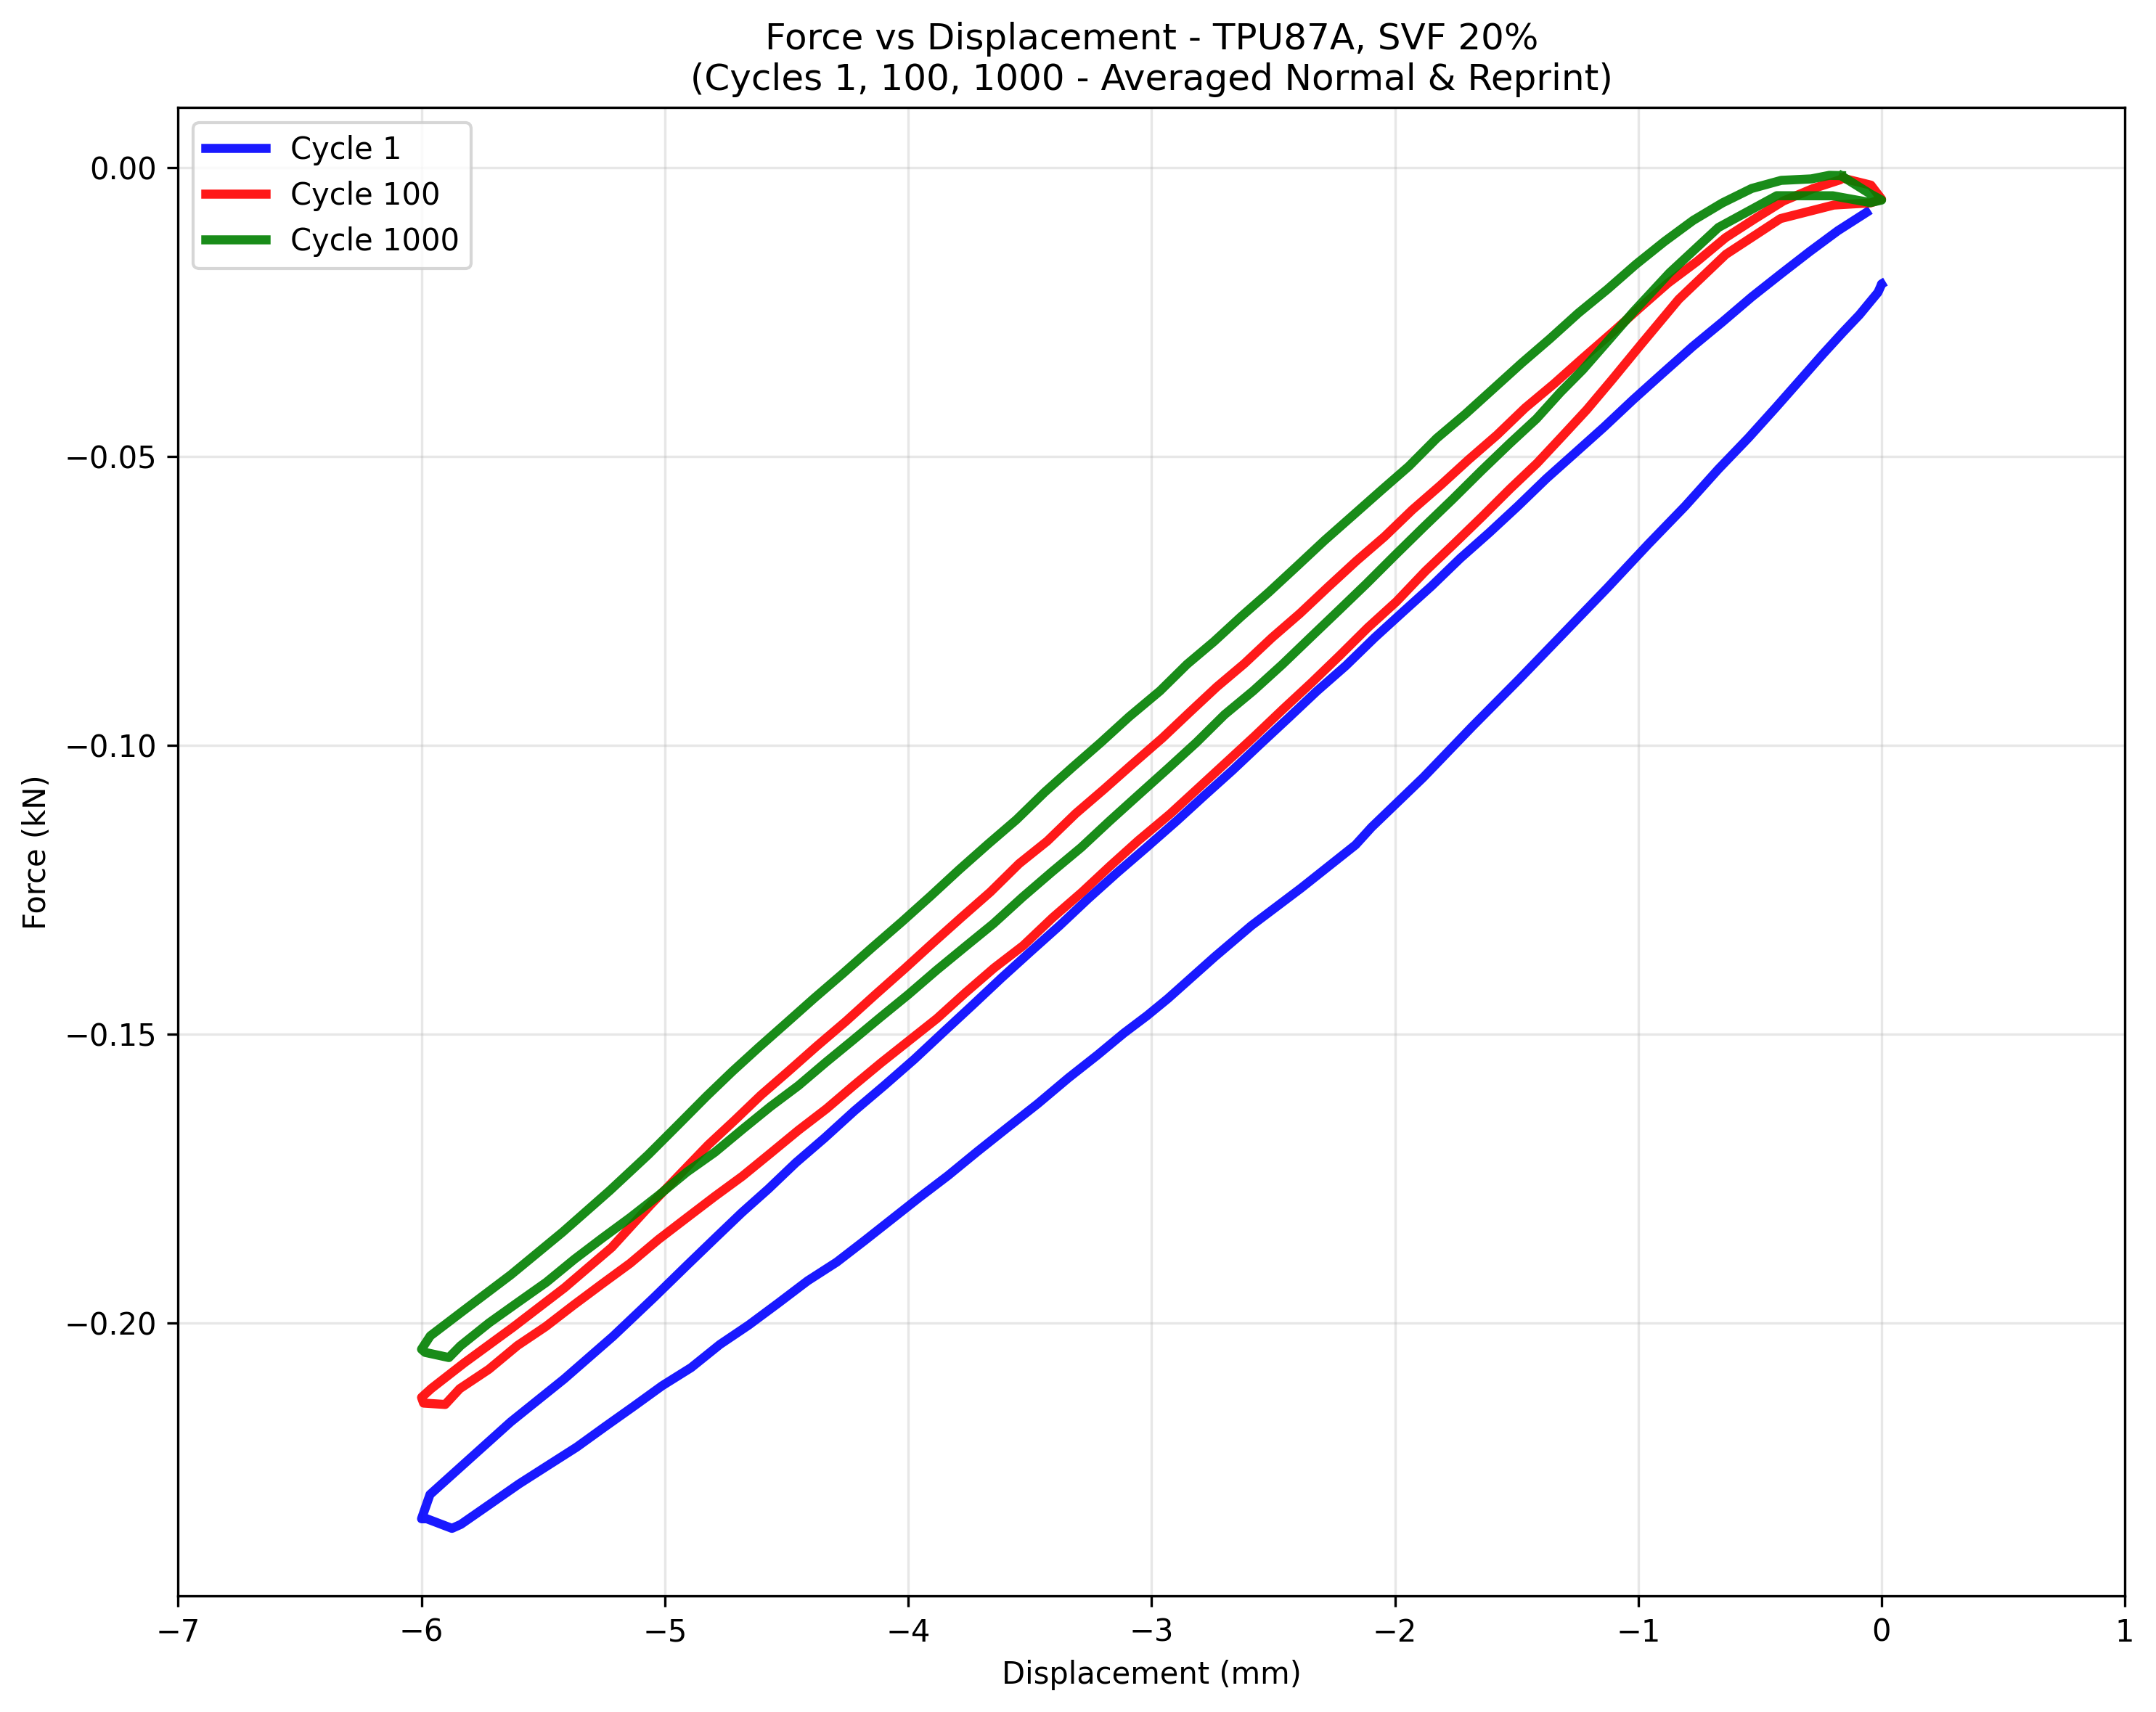 Force vs Displacement - TPU87A, SVF 20%
(Cycles 1, 100, 1000 - Averaged Normal & Reprint)
Cycle 1
Cycle 100
Cycle 1000
0.00
−0.05
−0.10
−0.15
−0.20
Force (kN)
−7
−6
−5
−4
−3
−2
−1
0
1
Displacement (mm)